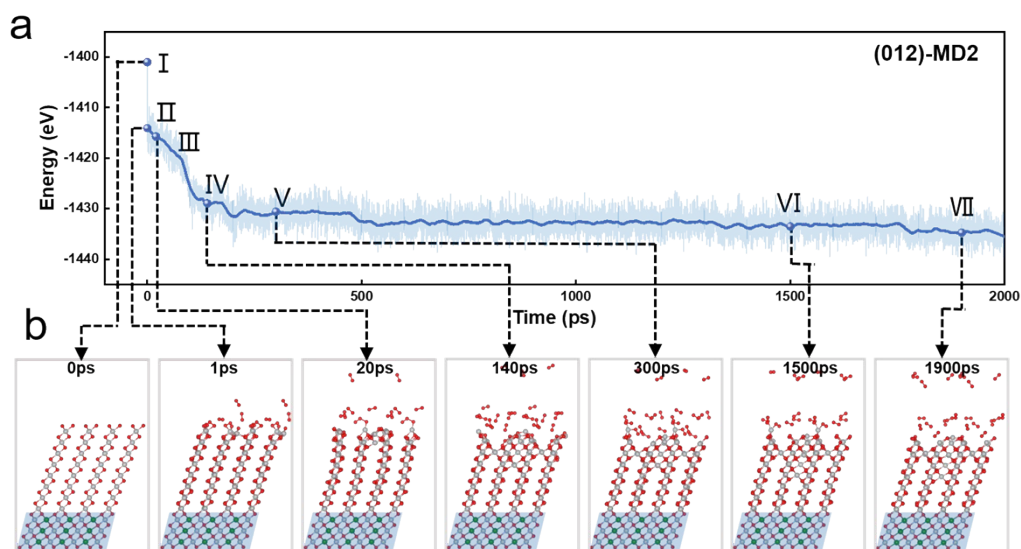 a
(012)-MD2
Energy (eV)
-1400
-1410
-1420
-1430
-1440
I
II
III
IV
V
VI
VII
0
500
1000
1500
2000
Time (ps)
b
0ps
1ps
20ps
140ps
300ps
1500ps
1900ps